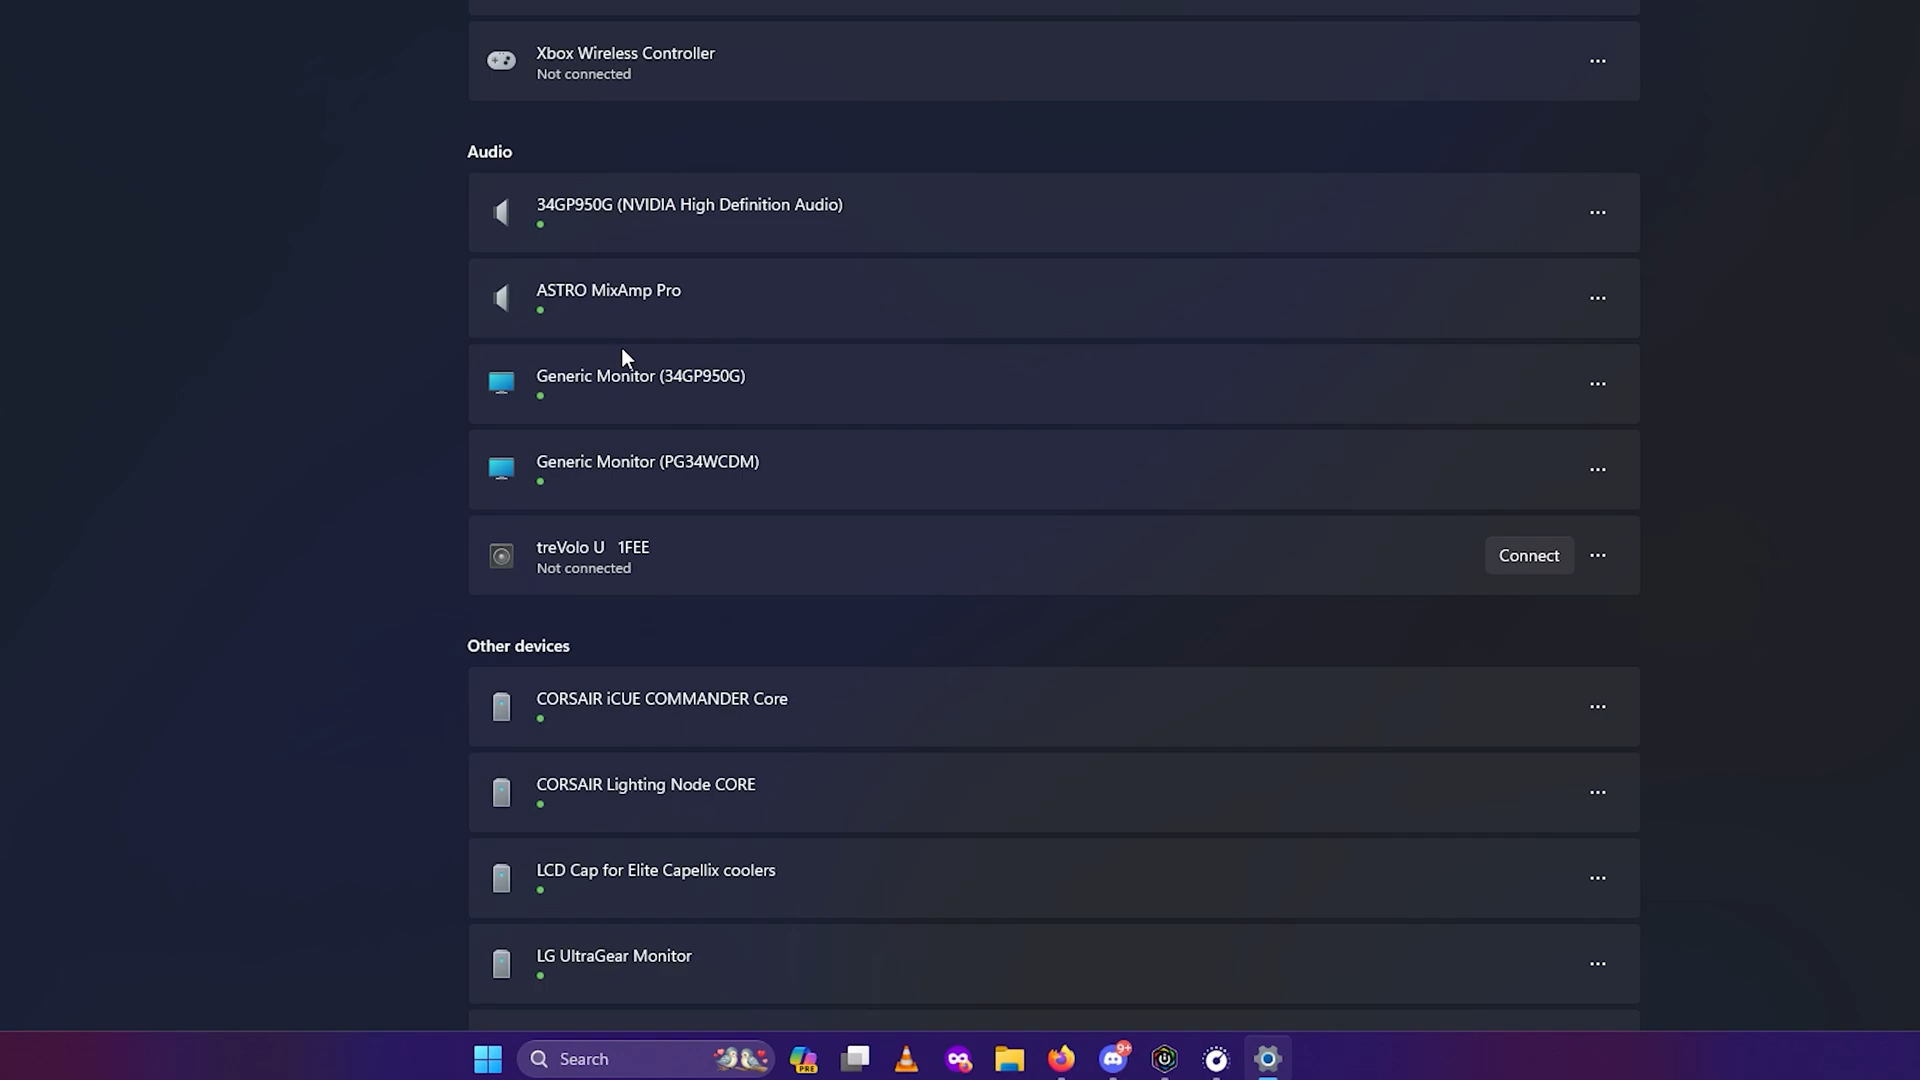 Xbox Wireless Controller
Not connected
Audio
34GP950G (NVIDIA High Definition Audio)
ASTRO MixAmp Pro
Generic Monitor (34GP950G)
Generic Monitor (PG34WCDM)
treVolo U   1FEE
Not connected
Connect
Other devices
CORSAIR iCUE COMMANDER Core
CORSAIR Lighting Node CORE
LCD Cap for Elite Capellix coolers
LG UltraGear Monitor
Search
PRE
9+